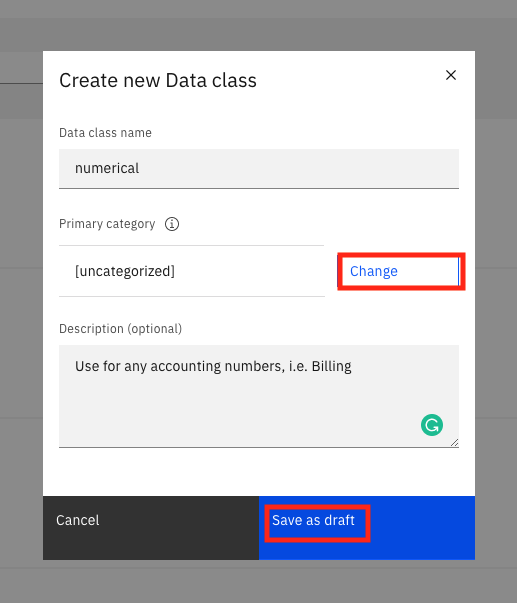 Create new Data class
Data class name
numerical
Primary category
[uncategorized]
Change
Description (optional)
Use for any accounting numbers, i.e. Billing
Cancel
Save as draft